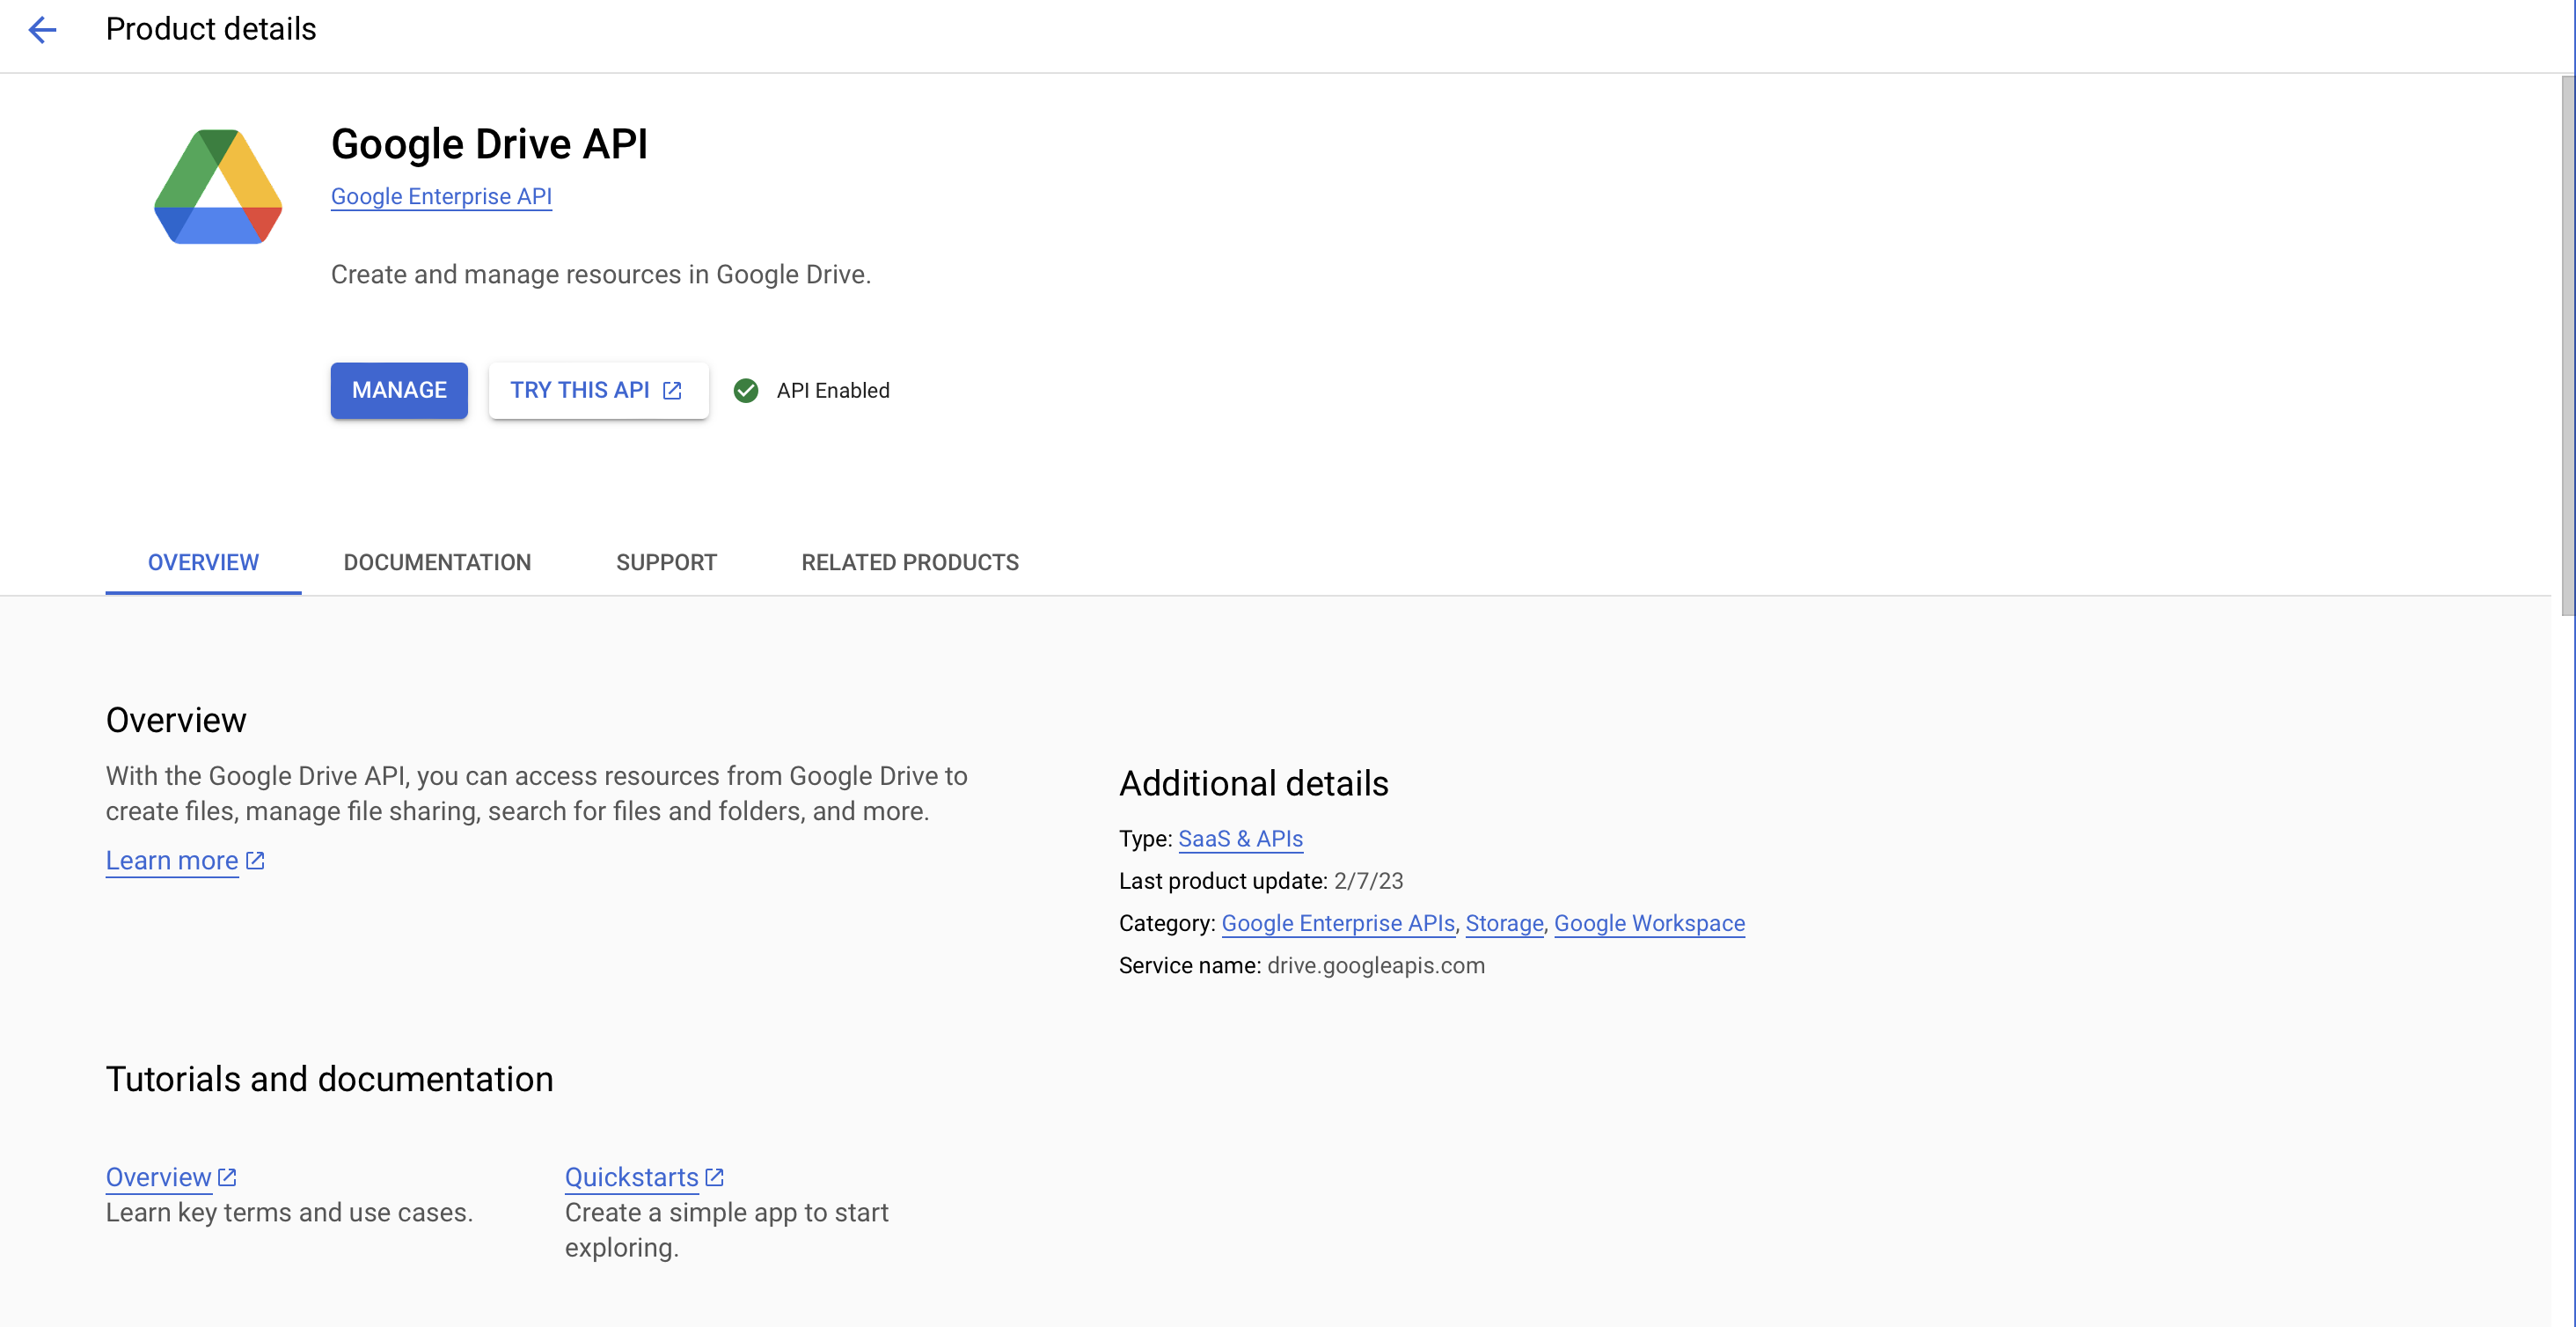 Product details
Google Drive API
Google Enterprise API
Create and manage resources in Google Drive.
MANAGE
TRY THIS API
API Enabled
OVERVIEW
DOCUMENTATION
SUPPORT
RELATED PRODUCTS
Overview
With the Google Drive API, you can access resources from Google Drive to
create files, manage file sharing, search for files and folders, and more.
Learn more
Additional details
Type: SaaS & APIs
Last product update: 2/7/23
Category: Google Enterprise APIs, Storage, Google Workspace
Service name: drive.googleapis.com
Tutorials and documentation
Overview
Learn key terms and use cases.
Quickstarts
Create a simple app to start
exploring.